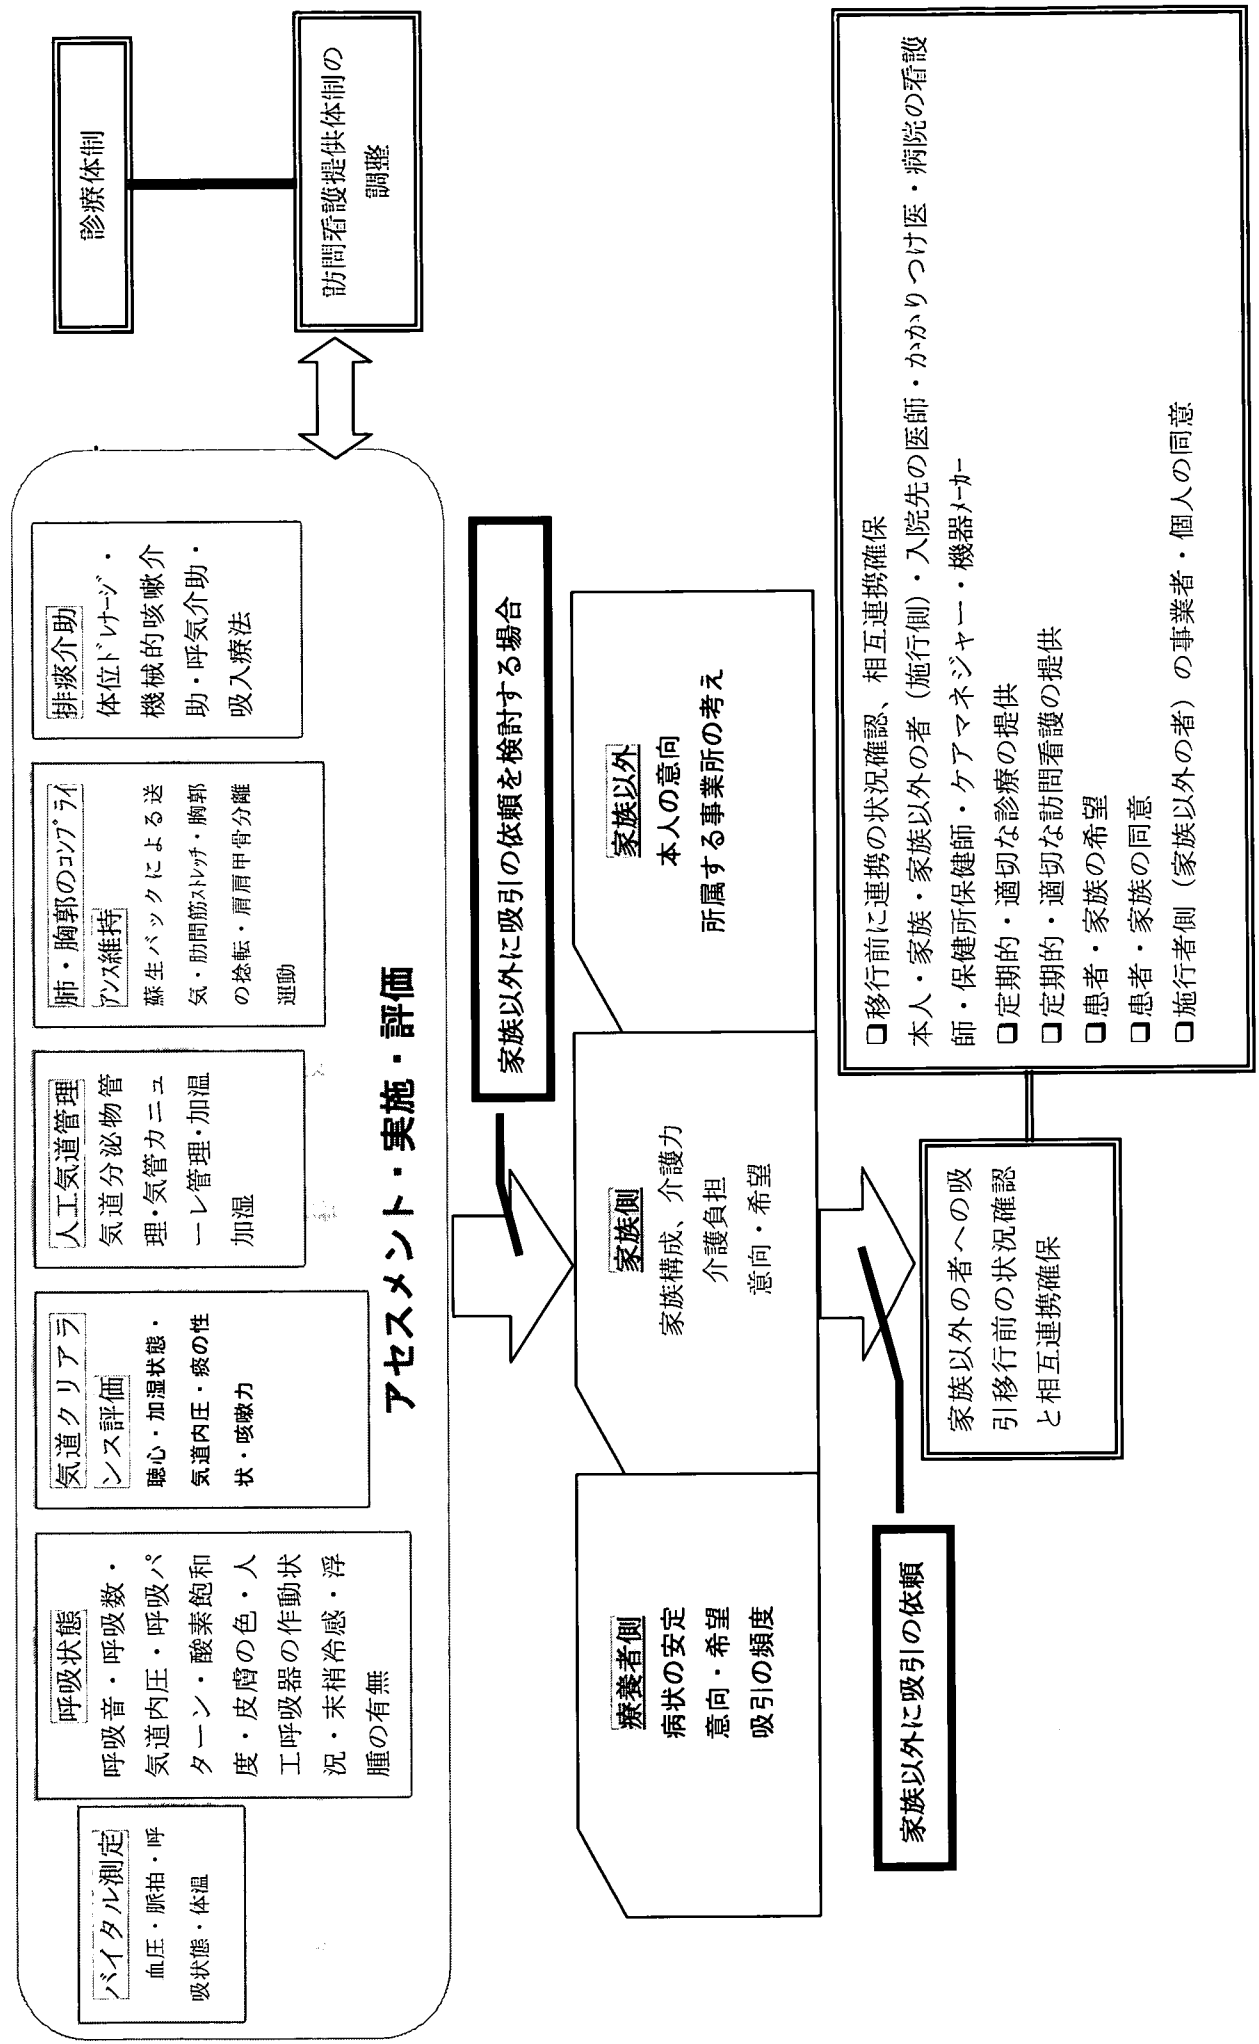 バイタル測定
血圧・脈拍・呼
吸状態・体温
呼吸状態
呼吸音・呼吸数・
気道内圧・呼吸パ
ターン・酸素飽和
度・皮膚の色・人
工呼吸器の作動状
況・末梢冷感・浮
腫の有無
気道クリアラ
ンス評価
聴心・加湿状態・
気道内圧・痰の性
状・咳嗽力
人工気道管理
気道分泌物管
理・気管カニュ
ーレ管理・加温
加湿
肺・胸郭のコンプライ
アンス維持
蘇生バックによる送
気・肋間筋ストレッチ・胸郭
の捻転・肩肩甲骨分離
運動
排痰介助
体位ドレナージ・
機械的咳嗽介
助・呼気介助・
吸入療法
アセスメント・実施・評価
診療体制
訪問看護提供体制の
調整
家族以外に吸引の依頼を検討する場合
療養者側
病状の安定
意向・希望
吸引の頻度
家族側
家族構成、介護力
介護負担
意向・希望
家族以外
本人の意向
所属する事業所の考え
家族以外に吸引の依頼
家族以外の者への吸
引移行前の状況確認
と相互連携確保
❑移行前に連携の状況確認、相互連携確保
本人・家族・家族以外の者（施行側）・入院先の医師・かかりつけ医・病院の看護
師・保健所保健師・ケアマネジャー・機器メーカー
❑定期的・適切な診療の提供
❑定期的・適切な訪問看護の提供
❑患者・家族の希望
❑患者・家族の同意
❑施行者側（家族以外の者）の事業者・個人の同意